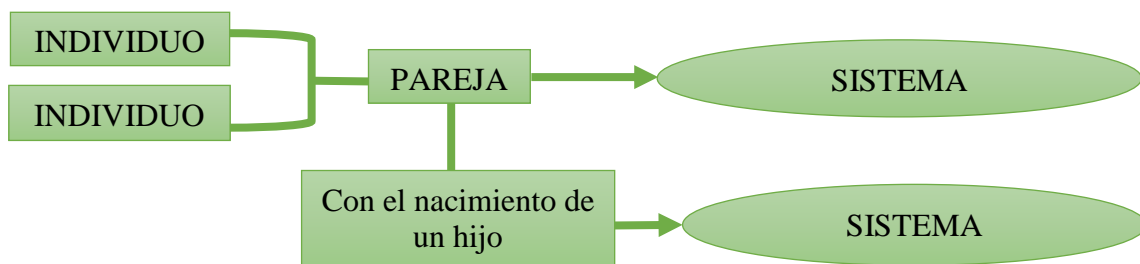 INDIVIDUO
INDIVIDUO
PAREJA
SISTEMA
Con el nacimiento de
un hijo
SISTEMA